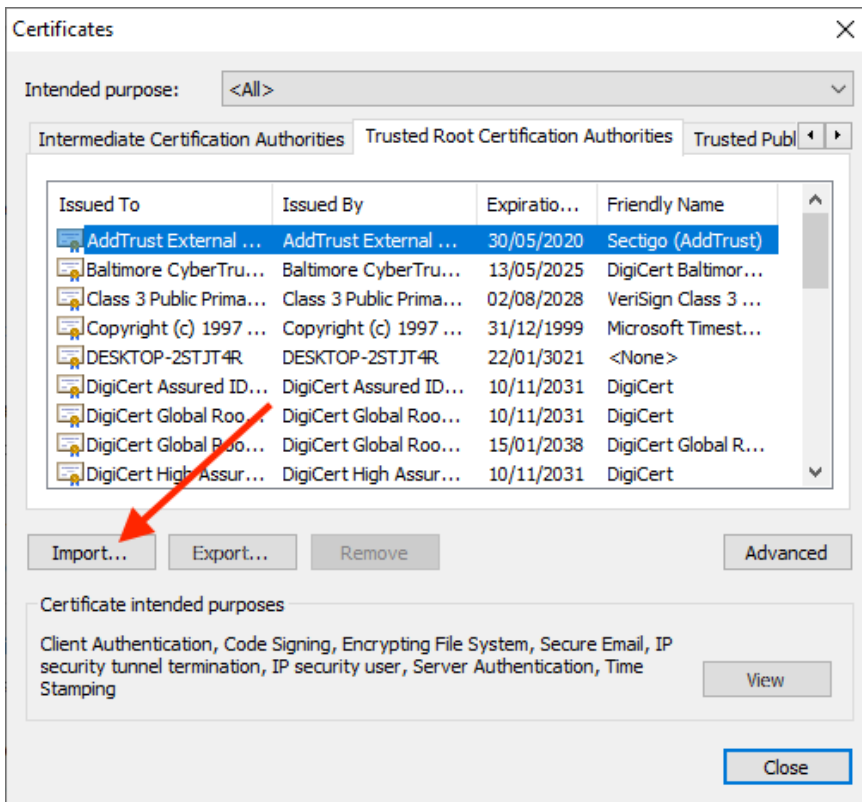 Certificates
Intended purpose: <All>
Intermediate Certification Authorities Trusted Root Certification Authorities Trusted Publ
Issued To Issued By Expiratio... Friendly Name
AddTrust External ... AddTrust External ... 30/05/2020 Sectigo (AddTrust)
Baltimore CyberTru... Baltimore CyberTru... 13/05/2025 DigiCert Baltimor...
Class 3 Public Prima... Class 3 Public Prima... 02/08/2028 VeriSign Class 3 ...
Copyright (c) 1997 ... Copyright (c) 1997 ... 31/12/1999 Microsoft Timest...
DESKTOP-2STJT4R DESKTOP-2STJT4R 22/01/3021 <None>
DigiCert Assured ID... DigiCert Assured ID... 10/11/2031 DigiCert
DigiCert Global Roo... DigiCert Global Roo... 10/11/2031 DigiCert
DigiCert Global Roo... DigiCert Global Roo... 15/01/2038 DigiCert Global R...
DigiCert High Assur... DigiCert High Assur... 10/11/2031 DigiCert
Import... Export... Remove Advanced
Certificate intended purposes
Client Authentication, Code Signing, Encrypting File System, Secure Email, IP
security tunnel termination, IP security user, Server Authentication, Time
Stamping
View
Close